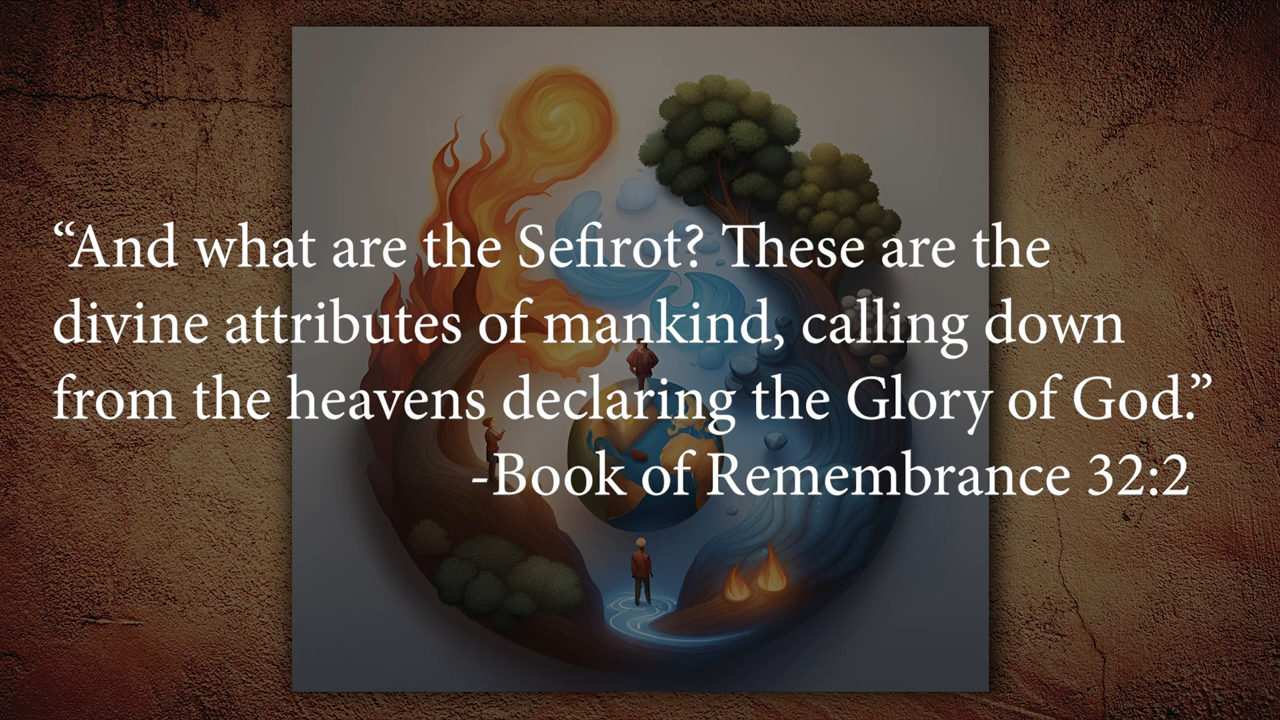 “And what are the Sefirot? These are the
divine attributes of mankind, calling down
from the heavens declaring the Glory of God.”
-Book of Remembrance 32:2